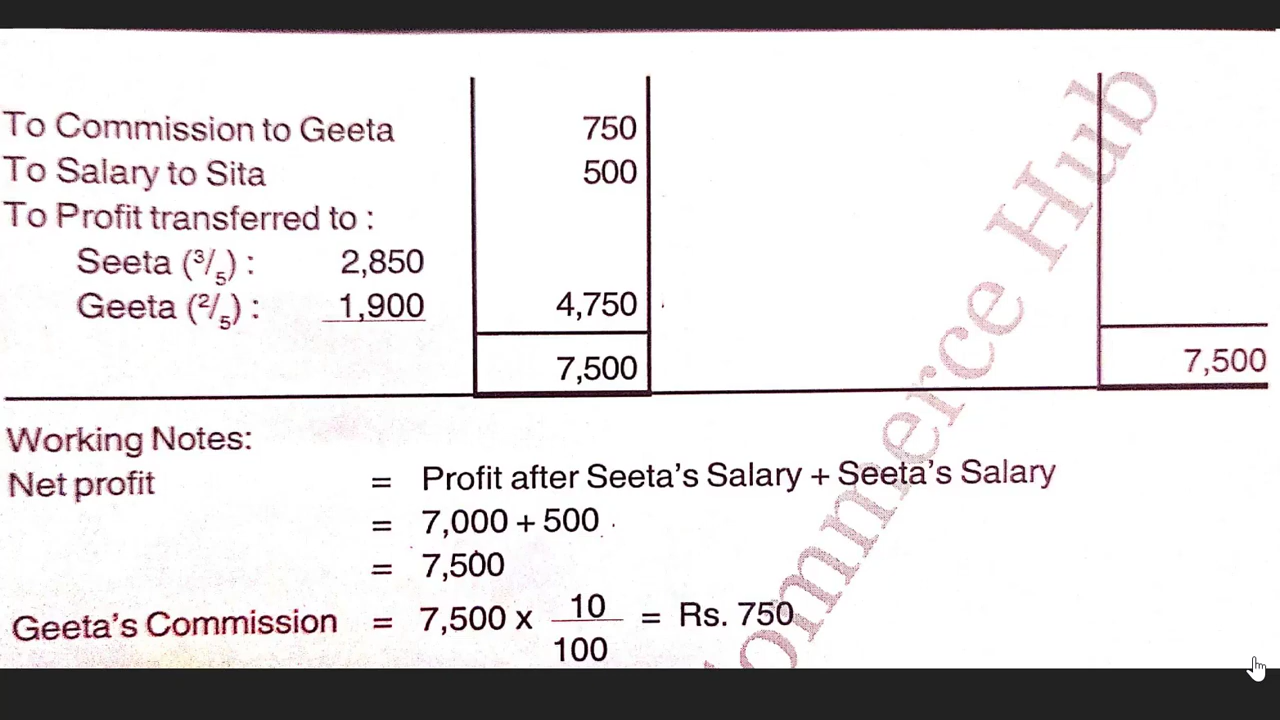 To Commission to Geeta 750
To Salary to Sita 500
To Profit transferred to :
Seeta (3/5) : 2,850
Geeta (2/5) : 1,900 4,750
7,500 7,500
Working Notes:
Net profit = Profit after Seeta's Salary + Seeta's Salary
= 7,000 + 500
= 7,500
Geeta's Commission = 7,500 x 10/100 = Rs. 750
ommerce Hub